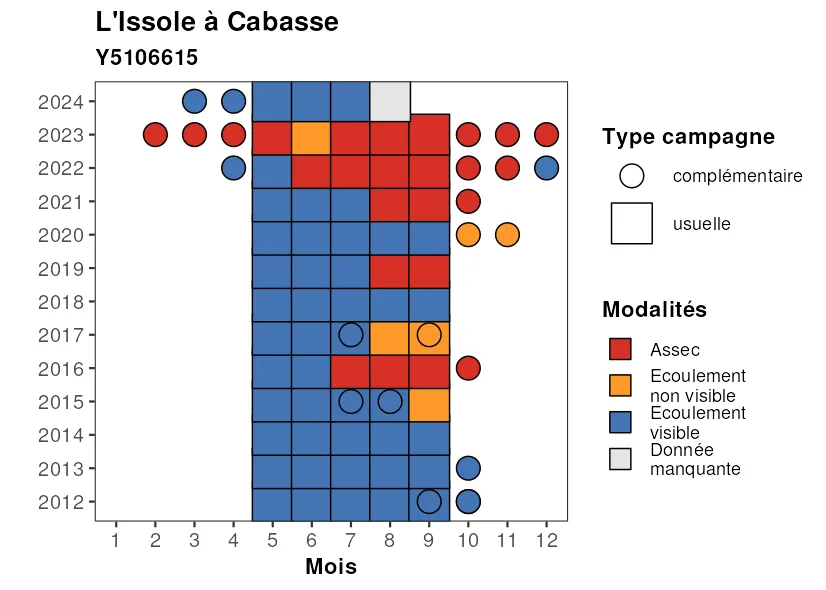 L'Issole à Cabasse
Y5106615
2024
2023
2022
2021
2020
2019
2018
2017
2016
2015
2014
2013
2012
1 2 3 4 5 6 7 8 9 10 11 12
Mois
Type campagne
complémentaire
usuelle
Modalités
Assec
Ecoulement
non visible
Ecoulement
visible
Donnée
manquante